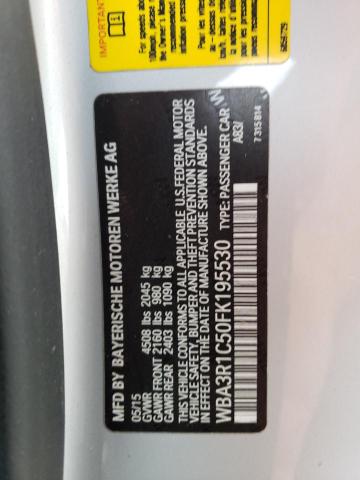 IMPORTANT
MFD BY BAYERISCHE MOTOREN WERKE AG
05/15
GVWR 4508 lbs 2045 kg
GAWR FRONT 2160 lbs 980 kg
GAWR REAR 2403 lbs 1090 kg
THIS VEHICLE CONFORMS TO ALL APPLICABLE U.S. FEDERAL MOTOR
VEHICLE SAFETY, BUMPER AND THEFT PREVENTION STANDARDS
IN EFFECT ON THE DATE OF MANUFACTURE SHOWN ABOVE.
WBA3R1C50FK195530 TYPE: PASSENGER CAR
A83/
7 315 814